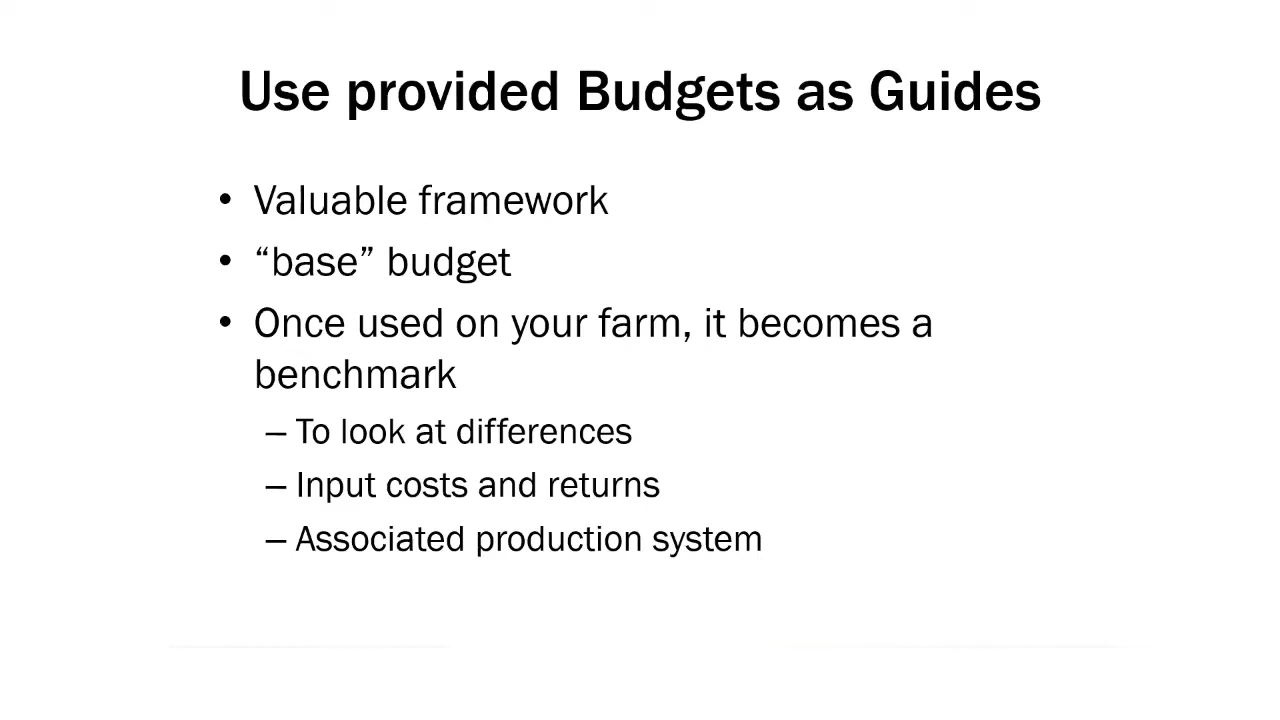 Use provided Budgets as Guides
• Valuable framework
• “base” budget
• Once used on your farm, it becomes a
benchmark
– To look at differences
– Input costs and returns
– Associated production system